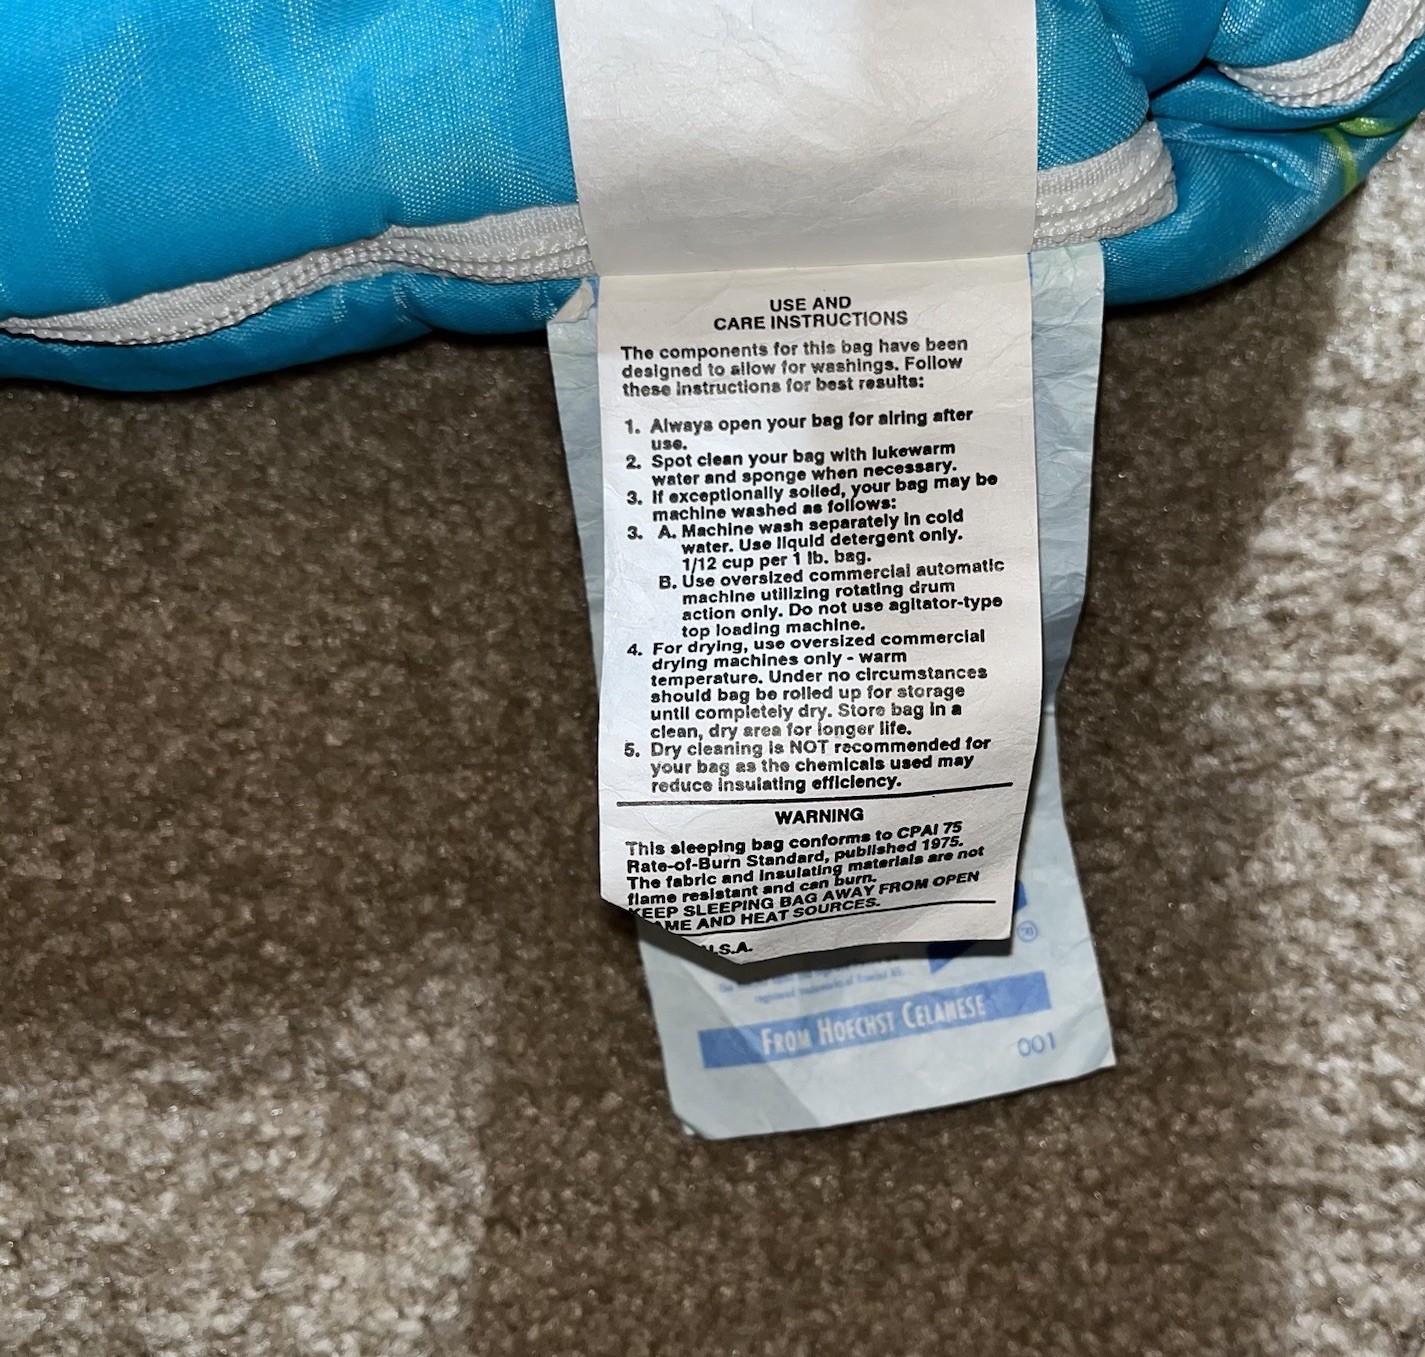 USE AND
CARE INSTRUCTIONS
The components for this bag have been
designed to allow for washings. Follow
these instructions for best results:
1. Always open your bag for airing after
use.
2. Spot clean your bag with lukewarm
water and sponge when necessary.
3. If exceptionally soiled, your bag may be
machine washed as follows:
3. A. Machine wash separately in cold
water. Use liquid detergent only.
1/12 cup per 1 lb. bag.
B. Use oversized commercial automatic
machine utilizing rotating drum
action only. Do not use agitator-type
top loading machine.
4. For drying, use oversized commercial
drying machines only - warm
temperature. Under no circumstances
should bag be rolled up for storage
until completely dry. Store bag in a
clean, dry area for longer life.
5. Dry cleaning is NOT recommended for
your bag as the chemicals used may
reduce insulating efficiency.
WARNING
This sleeping bag conforms to CPAI 75
Rate-of-Burn Standard, published 1975.
The fabric and insulating materials are not
flame resistant and can burn.
KEEP SLEEPING BAG AWAY FROM OPEN
AME AND HEAT SOURCES.
.S.A.
®
registered trademarks of
FROM HOECHST CELANESE
001